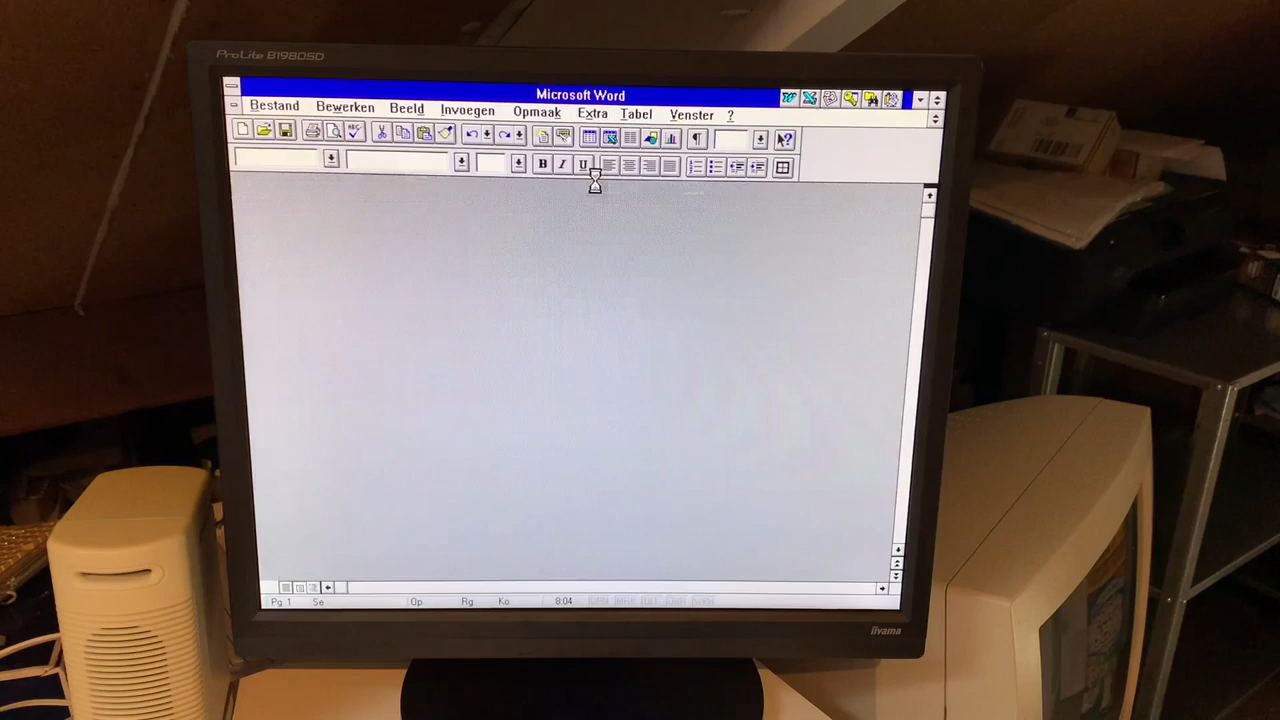 ProLite B1980SD
Microsoft Word
Bestand Bewerken Beeld Invoegen Opmaak Extra Tabel Venster ?
B I U
Pg 1 Se Op Rg Ko 8:04
iiyama